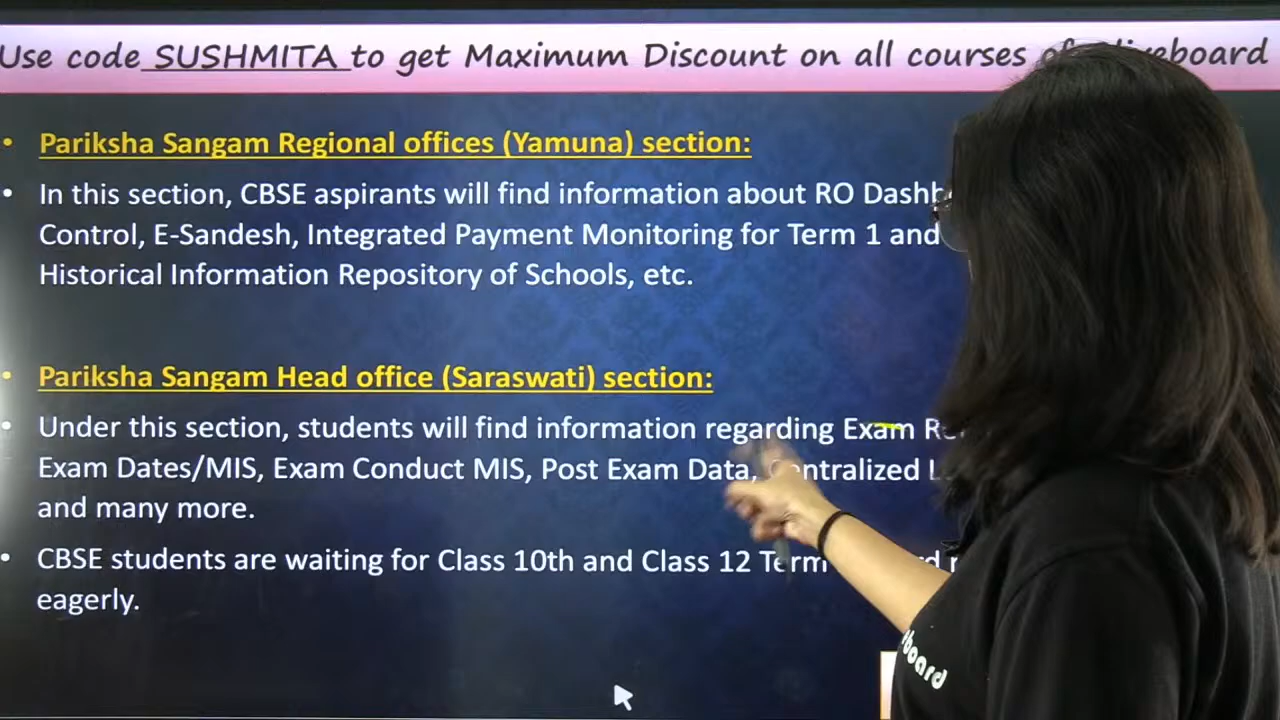 Use code SUSHMITA to get Maximum Discount on all courses
• Pariksha Sangam Regional offices (Yamuna) section:
• In this section, CBSE aspirants will find information about RO
Control, E-Sandesh, Integrated Payment Monitoring for Term 1 and
Historical Information Repository of Schools, etc.
• Pariksha Sangam Head office (Saraswati) section:
• Under this section, students will find information regarding Exam
Exam Dates/MIS, Exam Conduct MIS, Post Exam Data, Centralized
and many more.
• CBSE students are waiting for Class 10th and Class 12 Term
eagerly.